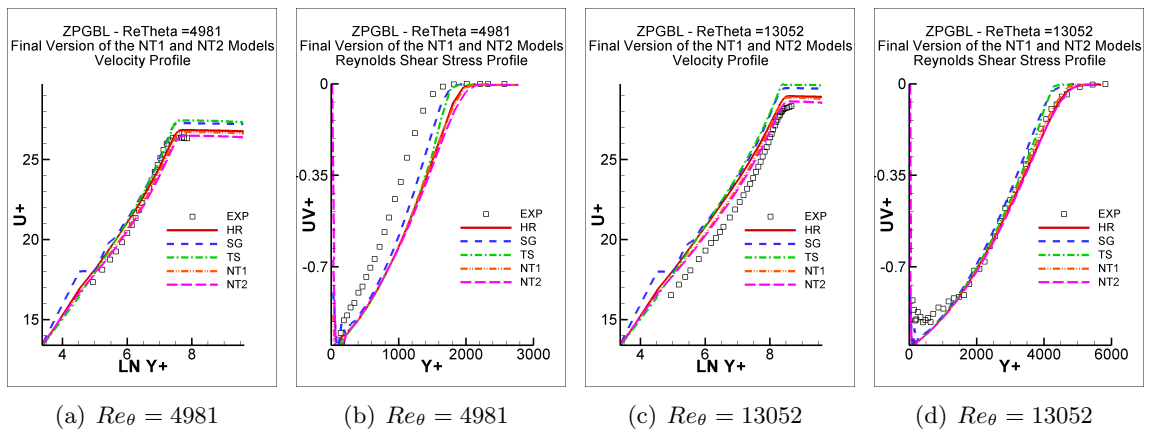 ZPGBL - ReTheta =4981
Final Version of the NT1 and NT2 Models
Velocity Profile
U+
25
20
15
4
6
8
LN Y+
EXP
HR
SG
TS
NT1
NT2
(a) Reθ = 4981
ZPGBL - ReTheta =4981
Final Version of the NT1 and NT2 Models
Reynolds Shear Stress Profile
UV+
0
-0.35
-0.7
0
1000
2000
3000
Y+
EXP
HR
SG
TS
NT1
NT2
(b) Reθ = 4981
ZPGBL - ReTheta =13052
Final Version of the NT1 and NT2 Models
Velocity Profile
U+
25
20
15
4
6
8
LN Y+
EXP
HR
SG
TS
NT1
NT2
(c) Reθ = 13052
ZPGBL - ReTheta =13052
Final Version of the NT1 and NT2 Models
Reynolds Shear Stress Profile
UV+
0
-0.35
-0.7
0
2000
4000
6000
Y+
EXP
HR
SG
TS
NT1
NT2
(d) Reθ = 13052